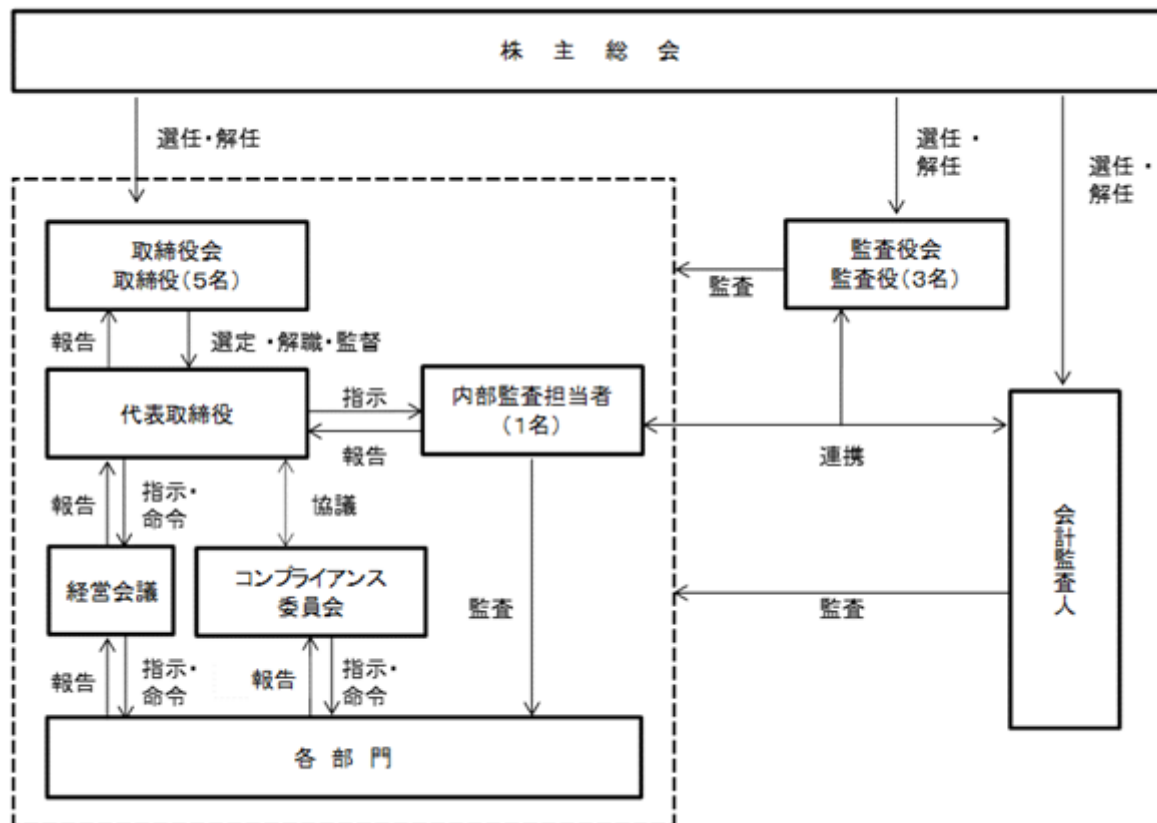 株 主 総 会
選任・解任
選任・
解任
選任・
解任
取締役会
取締役(5名)
監査役会
監査役(3名)
監査
報告
選定・解職・監督
代表取締役
指示
報告
内部監査担当者
(1名)
連携
報告
指示・
命令
協議
会計監査人
経営会議
コンプライアンス
委員会
監査
監査
報告
指示・
命令
報告
指示・
命令
各 部 門